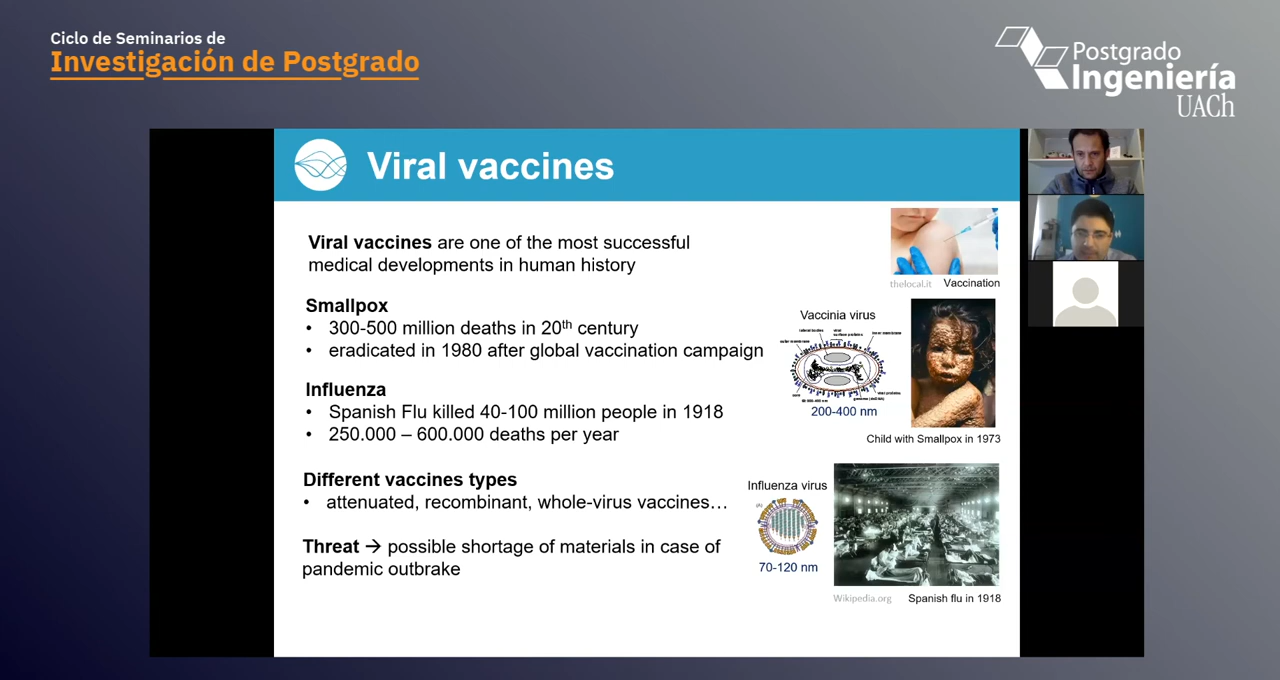 Ciclo de Seminarios de
Investigación de Postgrado
Postgrado
Ingeniería
UACh
Viral vaccines
Viral vaccines are one of the most successful
medical developments in human history
thelocal.it Vaccination
Smallpox
• 300-500 million deaths in 20th century
• eradicated in 1980 after global vaccination campaign
Vaccinia virus
200-400 nm
Child with Smallpox in 1973
Influenza
• Spanish Flu killed 40-100 million people in 1918
• 250.000 – 600.000 deaths per year
Different vaccines types
• attenuated, recombinant, whole-virus vaccines…
Influenza virus
70-120 nm
Threat → possible shortage of materials in case of
pandemic outbrake
Wikipedia.org Spanish flu in 1918